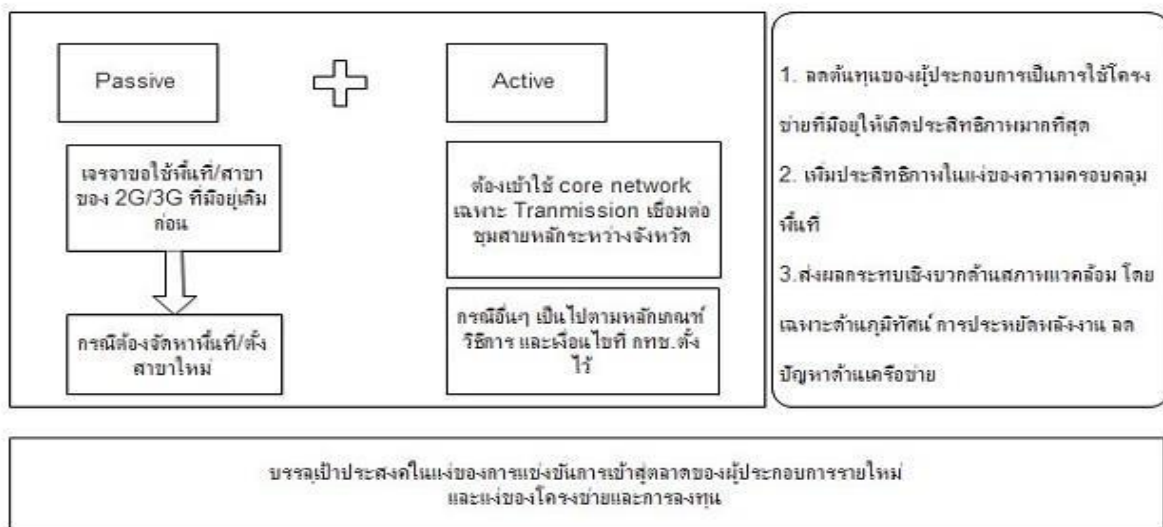 Passive
Active
เจรจาขอใช้พื้นที่/สาขา
ของ 2G/3G ที่มีอยู่เดิม
ก่อน
กรณีต้องจัดหาพื้นที่/ตั้ง
สาขาใหม่
ต้องเข้าใช้ core network
เฉพาะ Tranmission เชื่อมต่อ
ชุมสายหลักระหว่างจังหวัด
กรณีอื่นๆ เป็นไปตามหลักเกณฑ์
วิธีการ และเงื่อนไขที่ กทช.ตั้ง
ไว้
1. ลดต้นทุนของผู้ประกอบการเป็นการใช้โครง
ข่ายที่มีอยู่ให้เกิดประสิทธิภาพมากที่สุด
2. เพิ่มประสิทธิภาพในแง่ของความครอบคลุม
พื้นที่
3.ส่งผลกระทบเชิงบวกด้านสภาพแวดล้อม โดย
เฉพาะด้านภูมิทัศน์ การประหยัดพลังงาน ลด
ปัญหาด้านเครือข่าย
บรรลุเป้าประสงค์ในแง่ของการแข่งขันการเข้าสู่ตลาดของผู้ประกอบการรายใหม่
และแง่ของโครงข่ายและการลงทุน